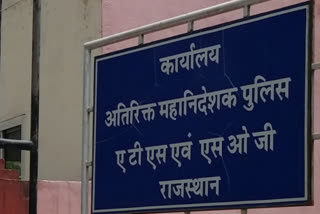 कार्यालय
अतिरिक्त महानिदेशक पुलिस
ए टी एस एवं एस ओ जी
राजस्थान